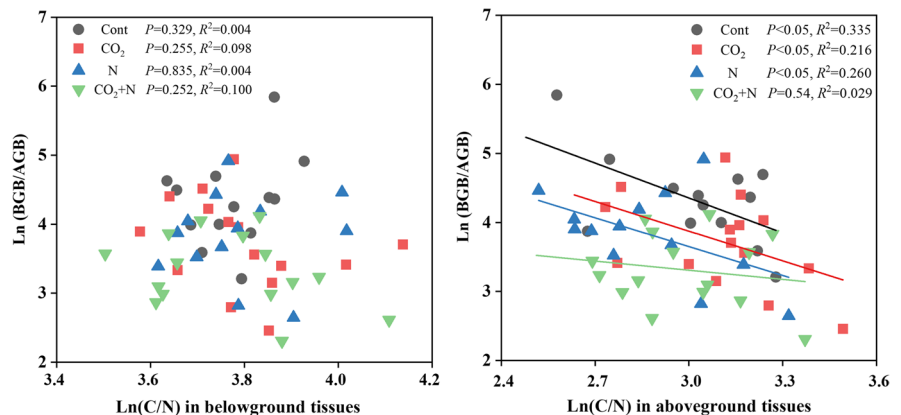 7
6
5
4
3
2
Ln (BGB/AGB)
Cont P=0.329, R²=0.004
CO₂ P=0.255, R²=0.098
N P=0.835, R²=0.004
CO₂+N P=0.252, R²=0.100
3.4 3.6 3.8 4.0 4.2
Ln(C/N) in belowground tissues
7
6
5
4
3
2
Ln (BGB/AGB)
Cont P<0.05, R²=0.335
CO₂ P<0.05, R²=0.216
N P<0.05, R²=0.260
CO₂+N P=0.54, R²=0.029
2.4 2.7 3.0 3.3 3.6
Ln(C/N) in aboveground tissues